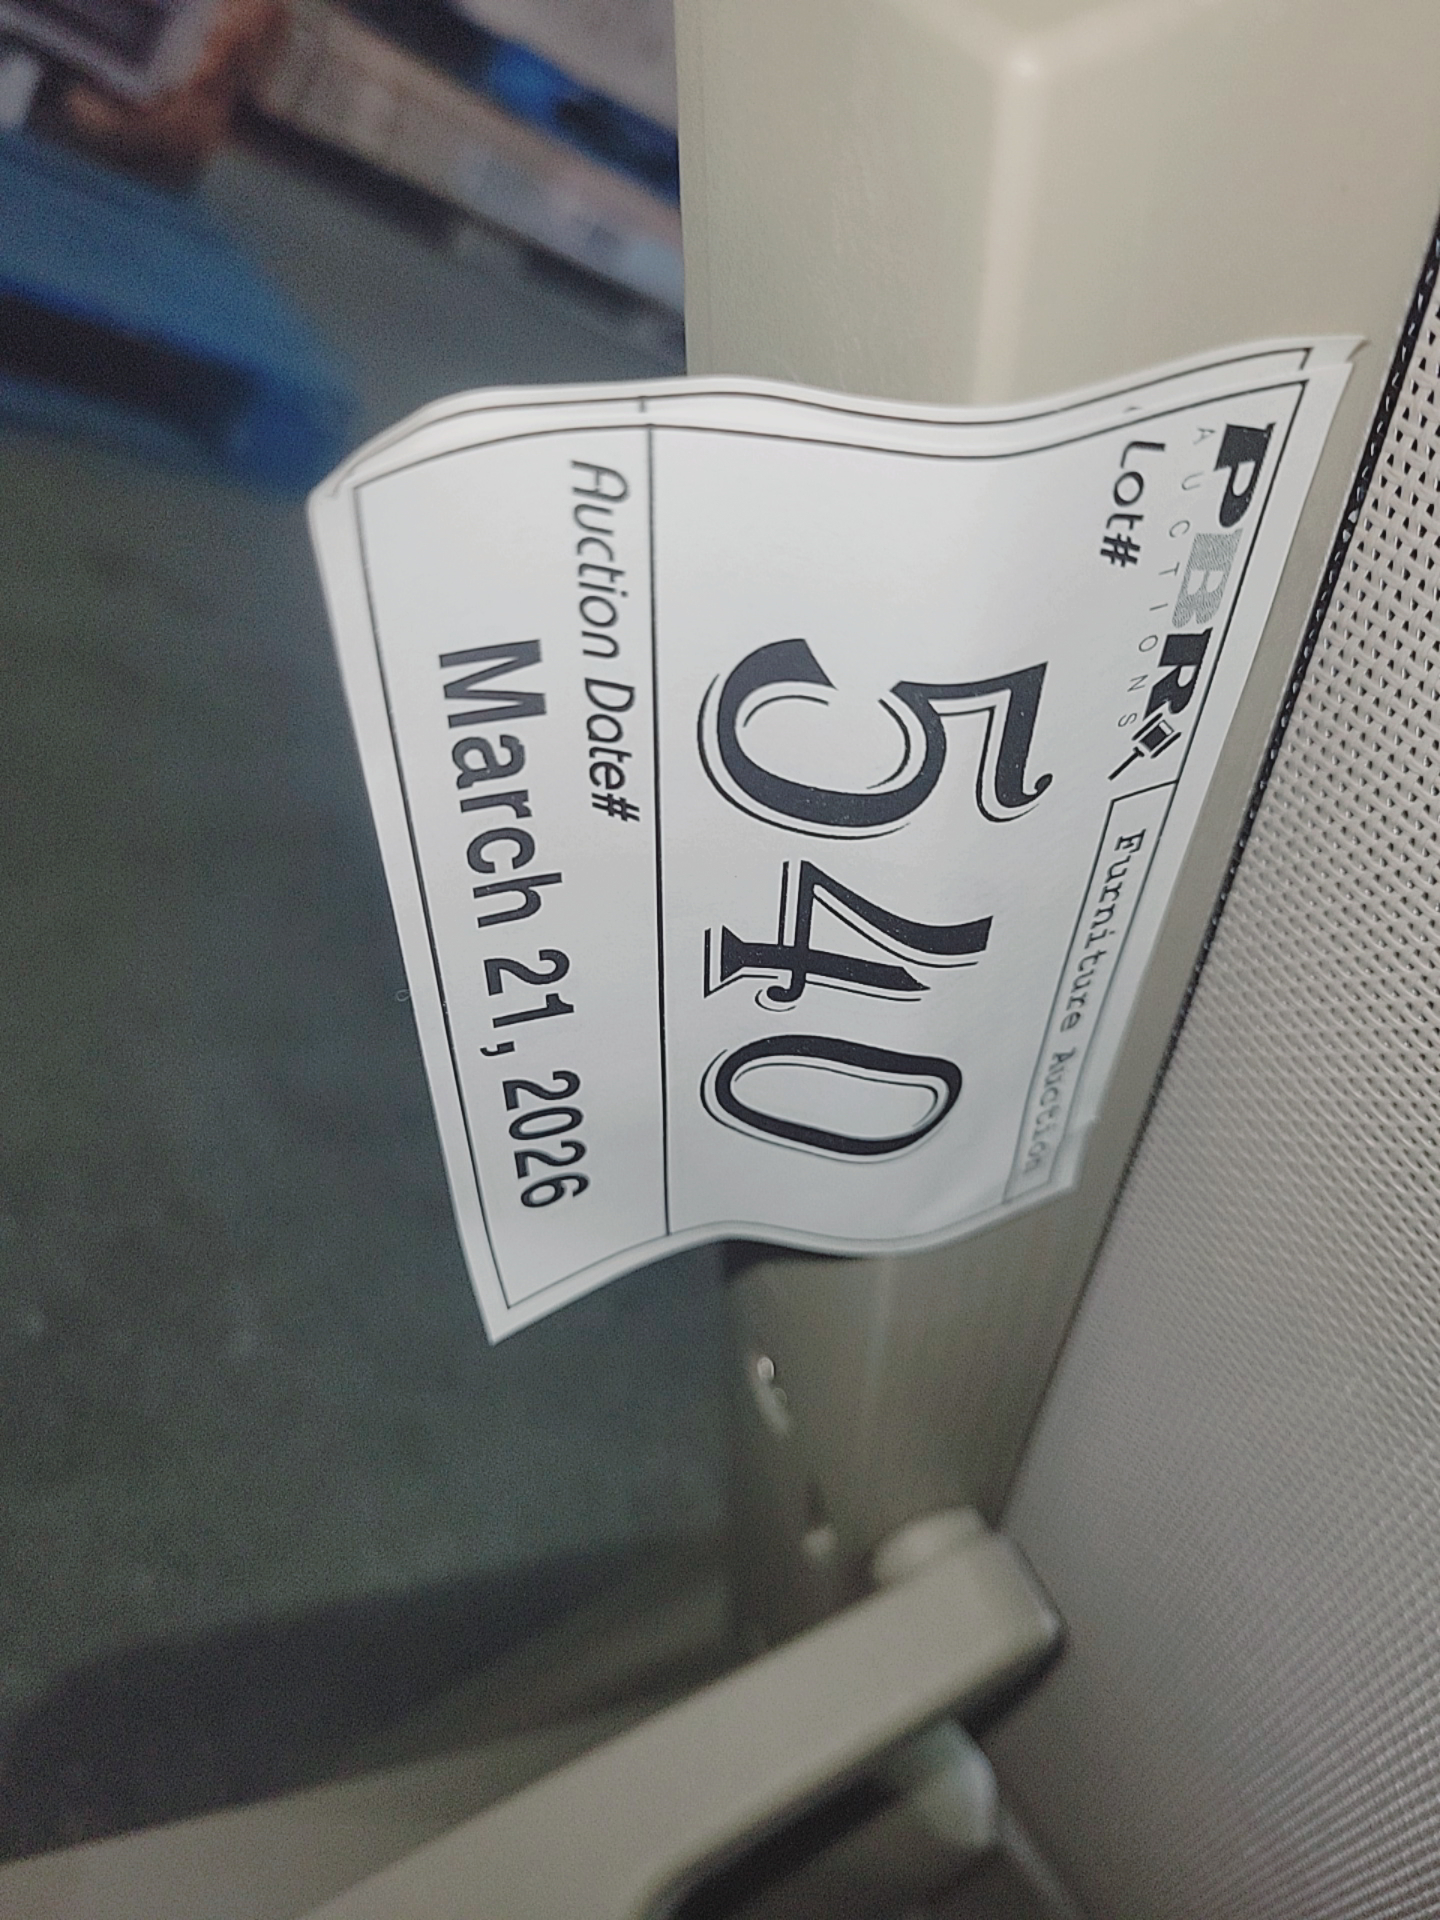 PBR
AUCTIONS
Furniture Auction
Lot#
540
Auction Date#
March 21, 2026